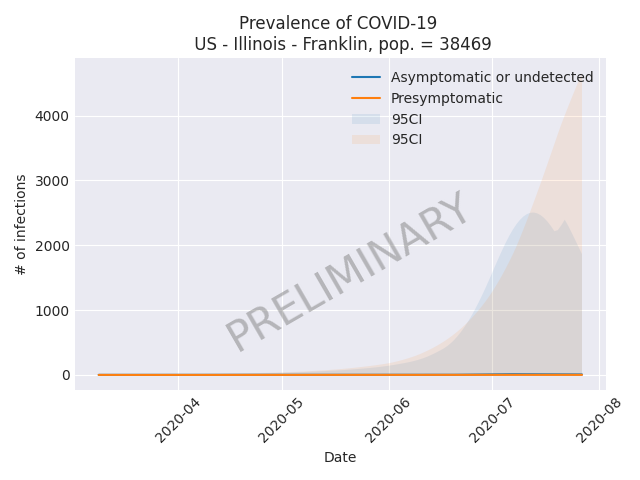 Prevalence of COVID-19
US - Illinois - Franklin, pop. = 38469
Asymptomatic or undetected
Presymptomatic
95CI
95CI
PRELIMINARY
# of infections
4000
3000
2000
1000
0
2020-04
2020-05
2020-06
2020-07
2020-08
Date